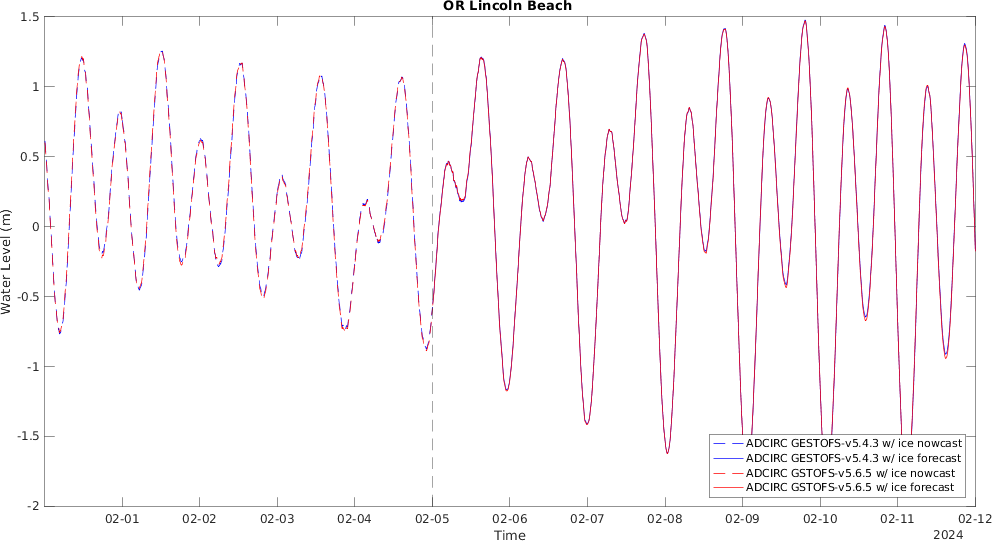 OR Lincoln Beach
1.5
1
0.5
0
-0.5
-1
-1.5
-2
Water Level (m)
ADCIRC GESTOFS-v5.4.3 w/ ice nowcast
ADCIRC GESTOFS-v5.4.3 w/ ice forecast
ADCIRC GSTOFS-v5.6.5 w/ ice nowcast
ADCIRC GSTOFS-v5.6.5 w/ ice forecast
02-01 02-02 02-03 02-04 02-05 02-06 02-07 02-08 02-09 02-10 02-11 02-12
Time
2024